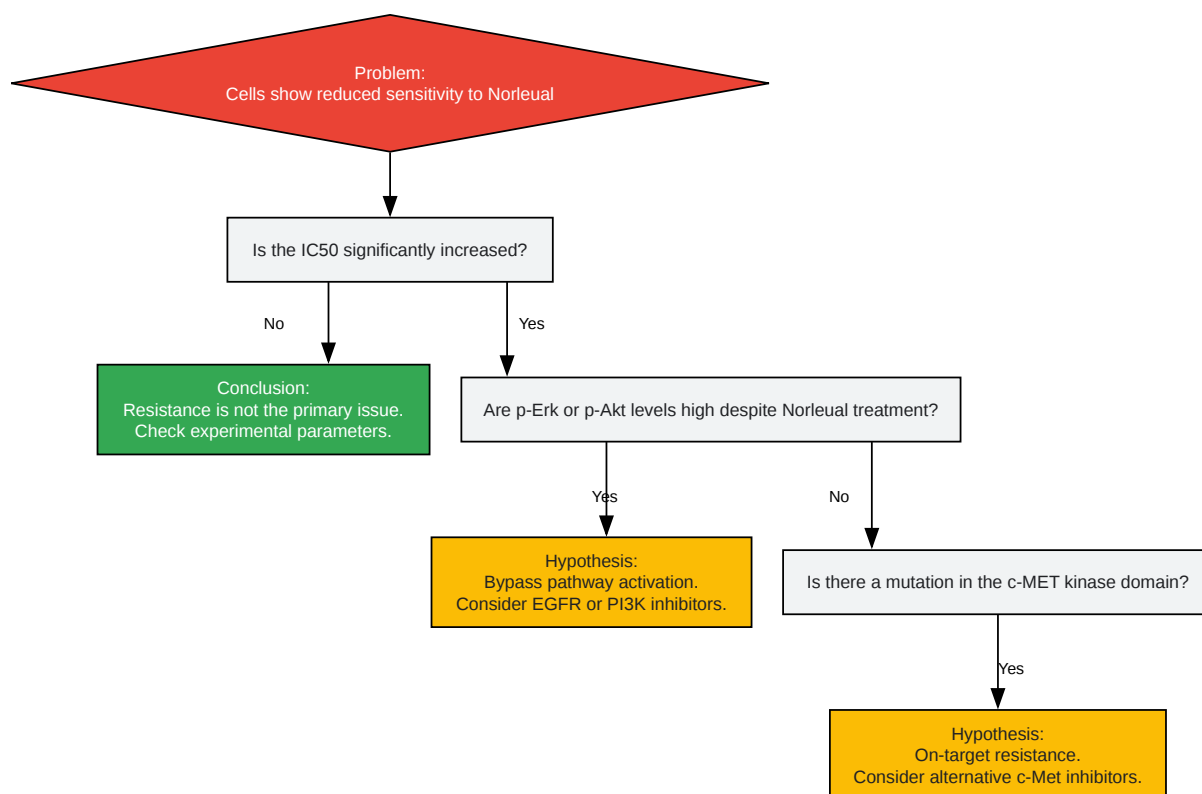 Problem:
Cells show reduced sensitivity to Norleual
Is the IC50 significantly increased?
No
Yes
Conclusion:
Resistance is not the primary issue.
Check experimental parameters.
Are p-Erk or p-Akt levels high despite Norleual treatment?
Yes
No
Hypothesis:
Bypass pathway activation.
Consider EGFR or PI3K inhibitors.
Is there a mutation in the c-MET kinase domain?
Yes
Hypothesis:
On-target resistance.
Consider alternative c-Met inhibitors.